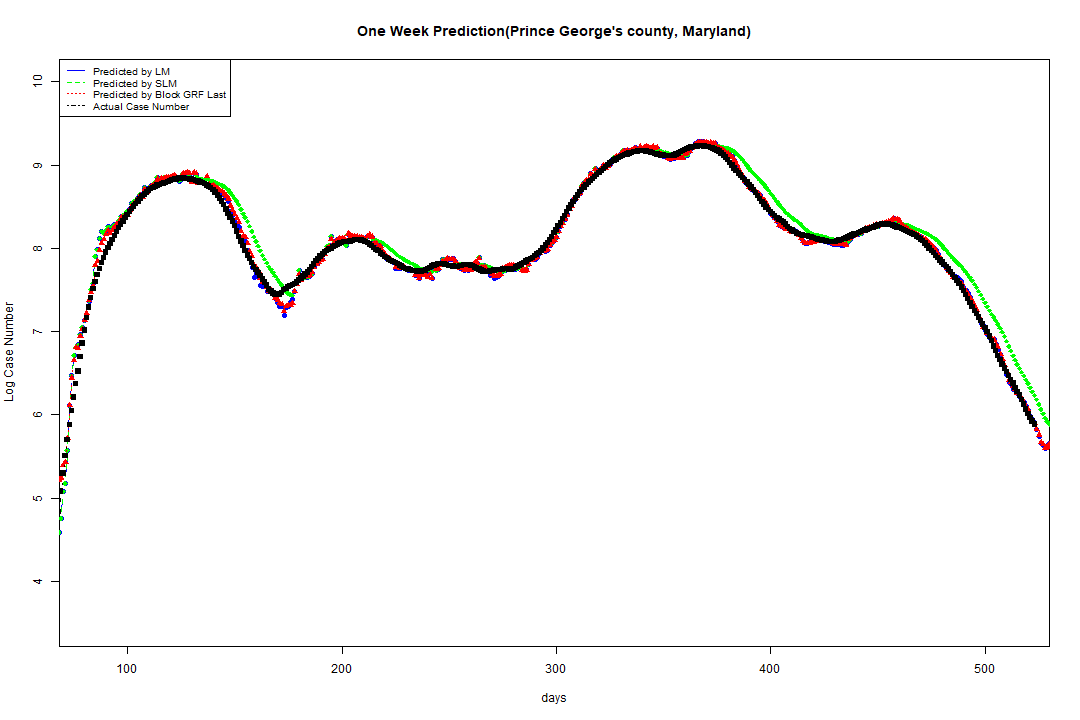 One Week Prediction(Prince George's county, Maryland)
Predicted by LM
Predicted by SLM
Predicted by Block GRF Last
Actual Case Number
Log Case Number
10
9
8
7
6
5
4
100 200 300 400 500
days